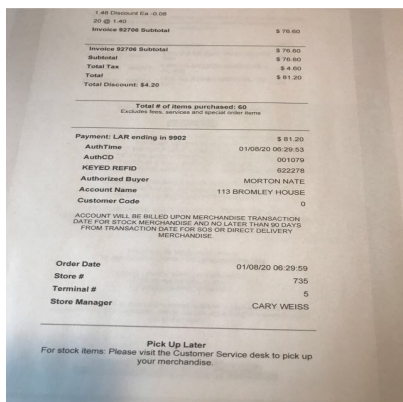 1.48 Discount Ea -0.08
20 @ 1.40
Invoice 92706 Subtotal $ 76.60
Invoice 92706 Subtotal $ 76.60
Subtotal $ 76.60
Total Tax $ 4.60
Total $ 81.20
Total Discount: $4.20
Total # of items purchased: 60
Excludes fees, services and special order items
Payment: LAR ending in 9902 $ 81.20
AuthTime 01/08/20 06:29:53
AuthCD 001079
KEYED REFID 622278
Authorized Buyer MORTON NATE
Account Name 113 BROMLEY HOUSE
Customer Code 0
ACCOUNT WILL BE BILLED UPON MERCHANDISE TRANSACTION
DATE FOR STOCK MERCHANDISE AND NO LATER THAN 90 DAYS
FROM TRANSACTION DATE FOR SOS OR DIRECT DELIVERY
MERCHANDISE.
Order Date 01/08/20 06:29:59
Store # 735
Terminal # 5
Store Manager CARY WEISS
Pick Up Later
For stock items: Please visit the Customer Service desk to pick up
your merchandise.